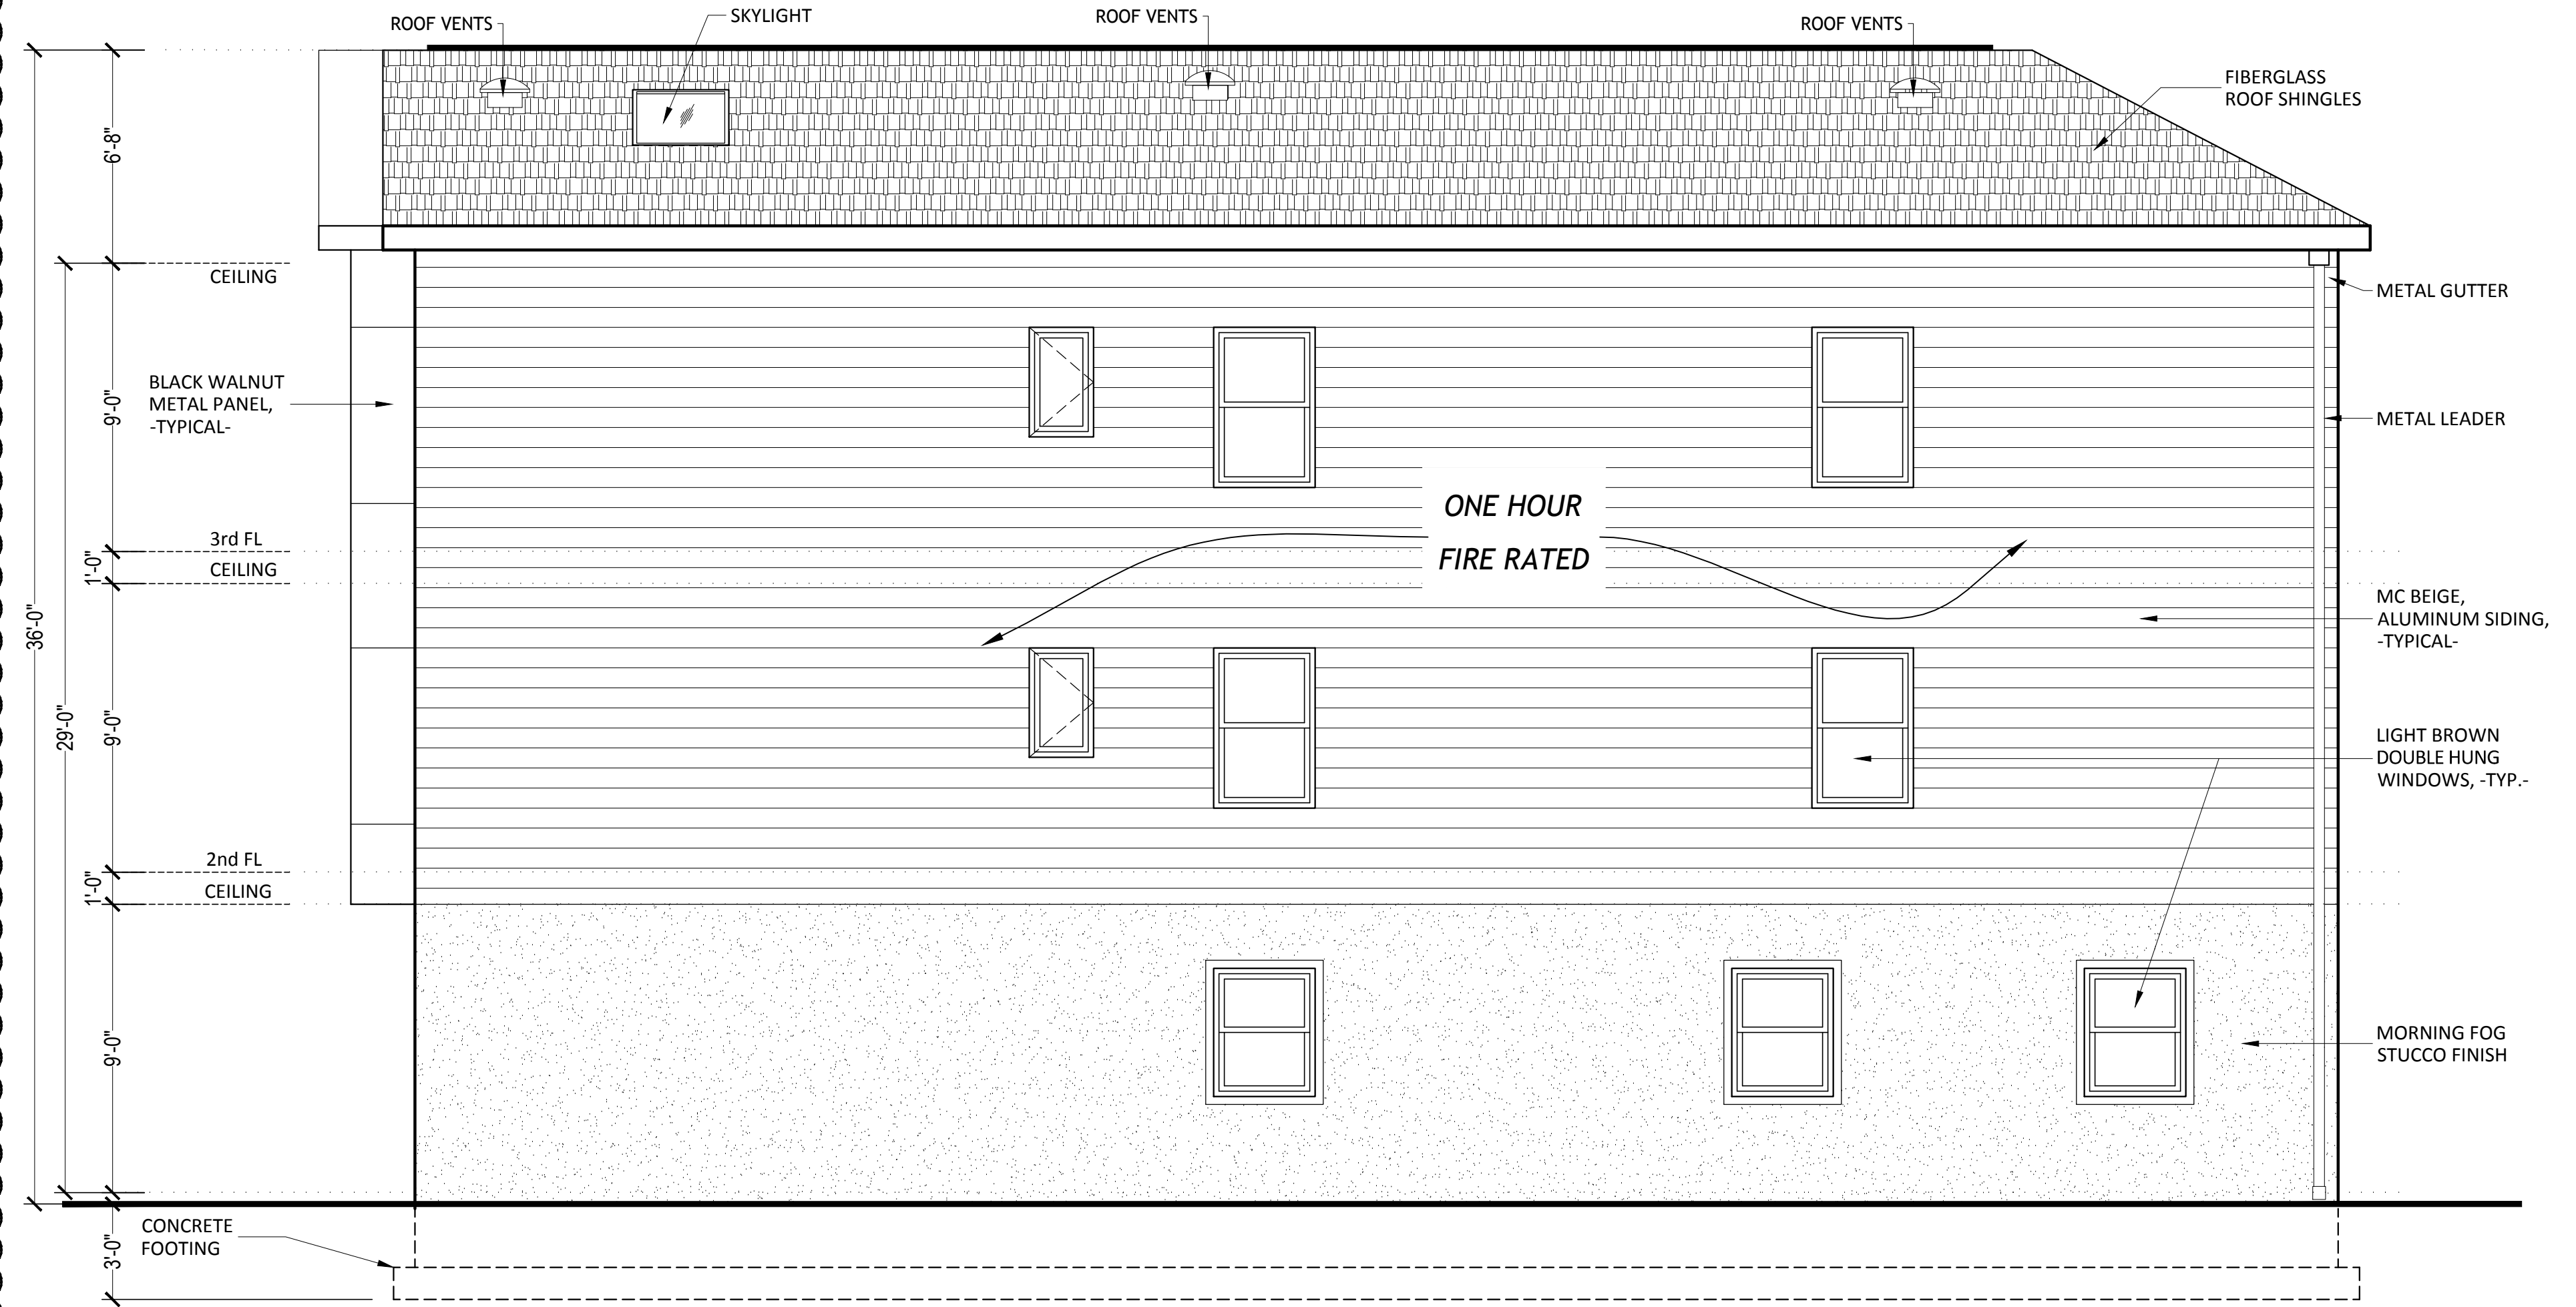 ROOF VENTS
SKYLIGHT
ROOF VENTS
ROOF VENTS
FIBERGLASS
ROOF SHINGLES
6'-8"
CEILING
METAL GUTTER
BLACK WALNUT
METAL PANEL,
-TYPICAL-
9'-0"
METAL LEADER
ONE HOUR
FIRE RATED
3rd FL
CEILING
1'-0"
36'-0"
MC BEIGE,
ALUMINUM SIDING,
-TYPICAL-
29'-0"
9'-0"
LIGHT BROWN
DOUBLE HUNG
WINDOWS, -TYP.-
2nd FL
CEILING
1'-0"
9'-0"
MORNING FOG
STUCCO FINISH
CONCRETE
FOOTING
3'-0"